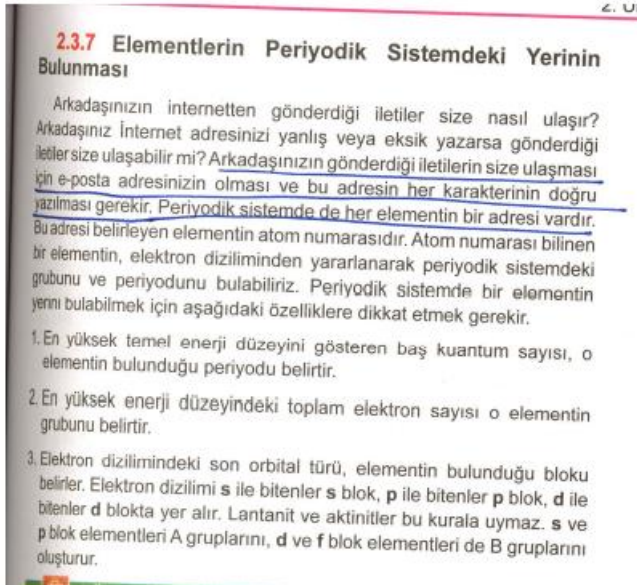 2.3.7 Elementlerin Periyodik Sistemdeki Yerinin
Bulunması
Arkadaşınızın internetten gönderdiği iletiler size nasıl ulaşır?
Arkadaşınız İnternet adresinizi yanlış veya eksik yazarsa gönderdiği
iletiler size ulaşabilir mi? Arkadaşınızın gönderdiği iletilerin size ulaşması
için e-posta adresinizin olması ve bu adresin her karakterinin doğru
yazılması gerekir. Periyodik sistemde de her elementin bir adresi vardır.
Bu adresi belirleyen elementin atom numarasıdır. Atom numarası bilinen
bir elementin, elektron diziliminden yararlanarak periyodik sistemdeki
grubunu ve periyodunu bulabiliriz. Periyodik sistemde bir elementin
yerini bulabilmek için aşağıdaki özelliklere dikkat etmek gerekir.
1. En yüksek temel enerji düzeyini gösteren baş kuantum sayısı, o
elementin bulunduğu periyodu belirtir.
2. En yüksek enerji düzeyindeki toplam elektron sayısı o elementin
grubunu belirtir.
3. Elektron dizilimindeki son orbital türü, elementin bulunduğu bloku
belirler. Elektron dizilimi s ile bitenler s blok, p ile bitenler p blok, d ile
bitenler d blokta yer alır. Lantanit ve aktinitler bu kurala uymaz. s ve
p blok elementleri A gruplarını, d ve f blok elementleri de B gruplarını
oluşturur.